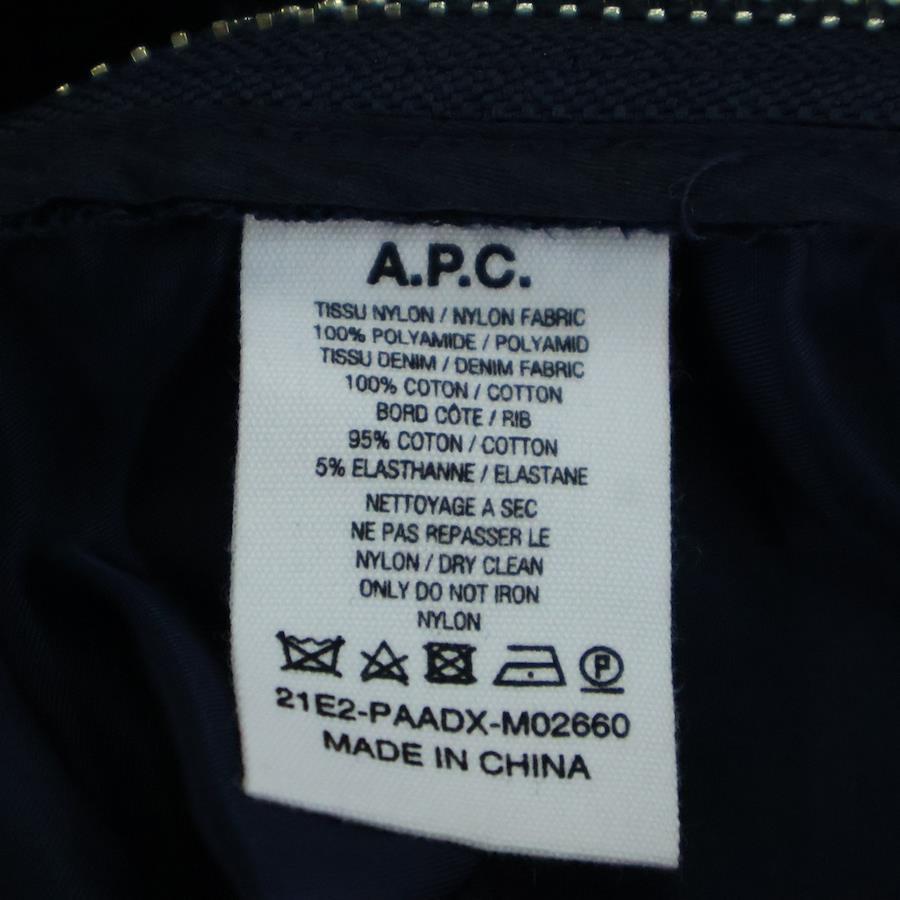 A.P.C.
TISSU NYLON / NYLON FABRIC
100% POLYAMIDE / POLYAMID
TISSU DENIM / DENIM FABRIC
100% COTON / COTTON
BORD CÔTE / RIB
95% COTON / COTTON
5% ELASTHANNE / ELASTANE
NETTOYAGE A SEC
NE PAS REPASSER LE
NYLON / DRY CLEAN
ONLY DO NOT IRON
NYLON
P
21E2-PAADX-M02660
MADE IN CHINA